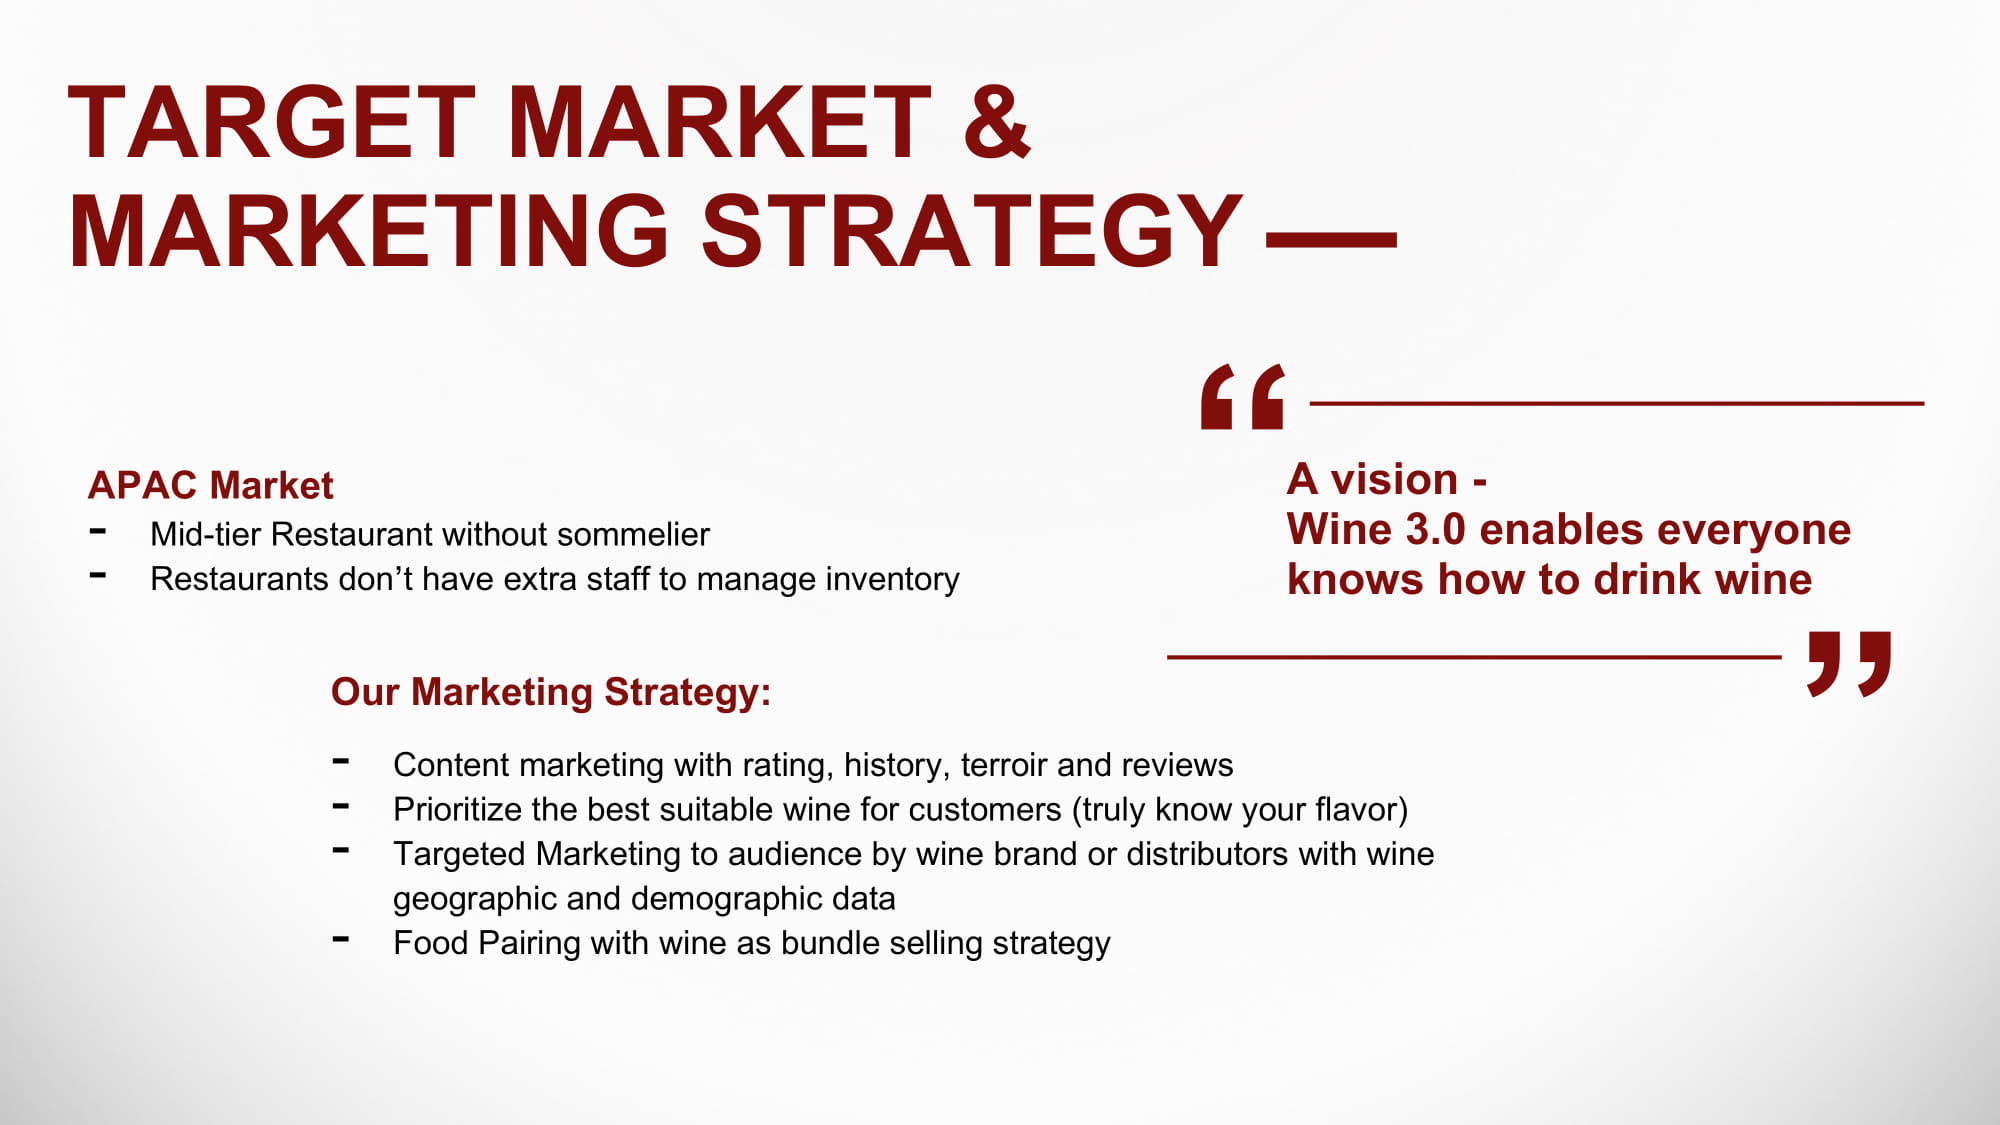 TARGET MARKET &
MARKETING STRATEGY —
“
A vision -
Wine 3.0 enables everyone
knows how to drink wine
”
APAC Market
- Mid-tier Restaurant without sommelier
- Restaurants don’t have extra staff to manage inventory
Our Marketing Strategy:
- Content marketing with rating, history, terroir and reviews
- Prioritize the best suitable wine for customers (truly know your flavor)
- Targeted Marketing to audience by wine brand or distributors with wine
geographic and demographic data
- Food Pairing with wine as bundle selling strategy